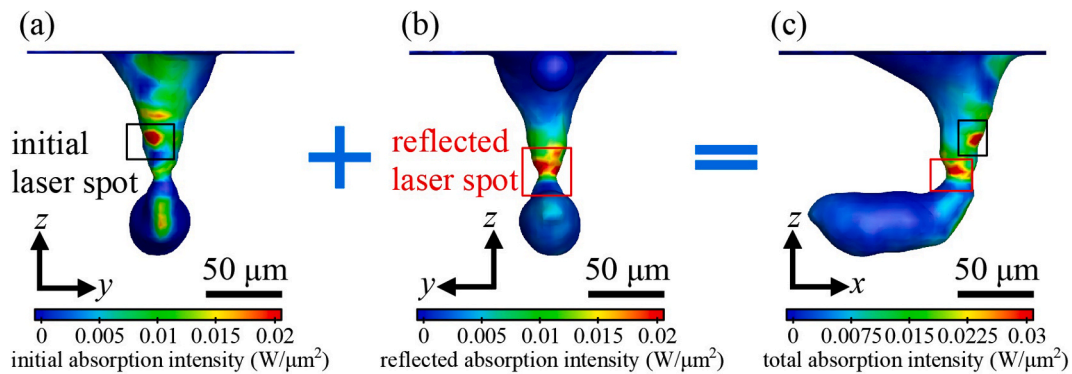 (a)
(b)
(c)
initial
laser spot
reflected
laser spot
z
y
50 μm
z
y
50 μm
z
x
50 μm
0 0.005 0.01 0.015 0.02
initial absorption intensity (W/μm²)
0 0.005 0.01 0.015 0.02
reflected absorption intensity (W/μm²)
0 0.0075 0.015 0.0225 0.03
total absorption intensity (W/μm²)